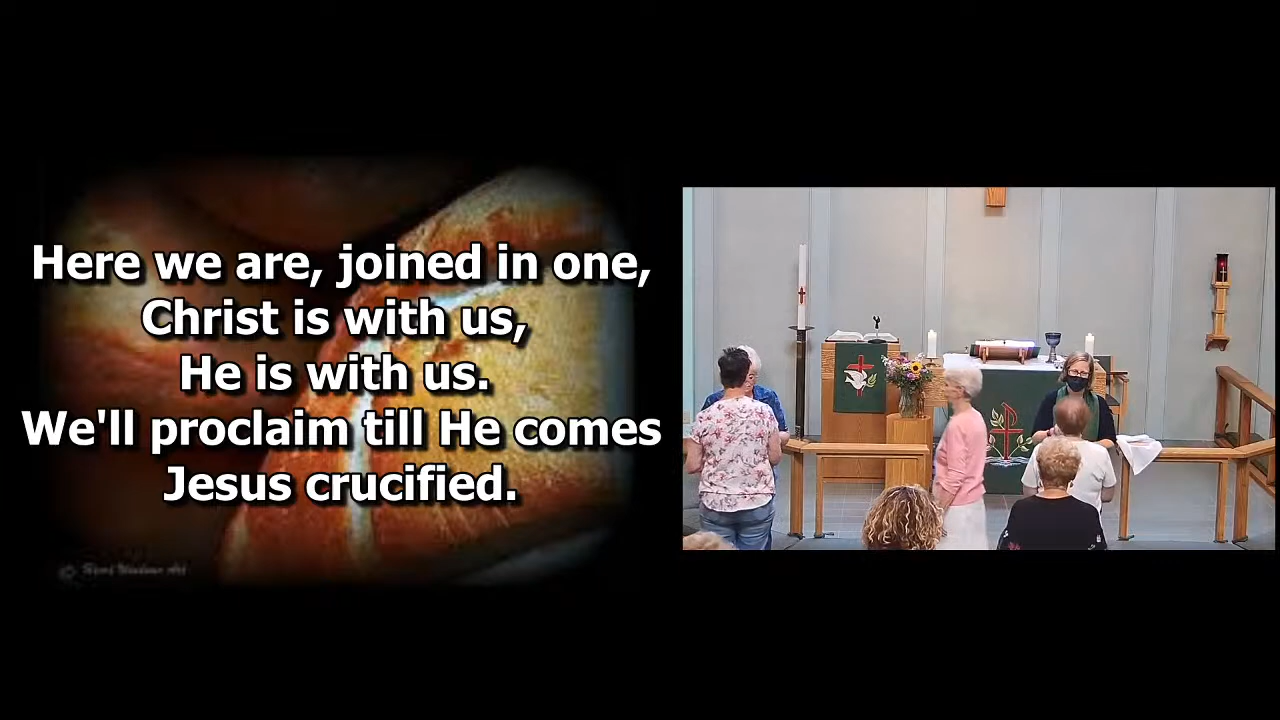 Here we are, joined in one,
Christ is with us,
He is with us.
We'll proclaim till He comes
Jesus crucified.